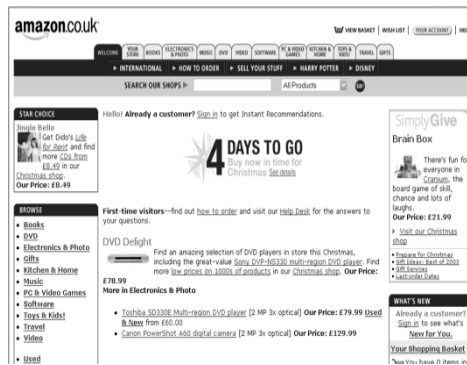 amazon.co.uk
VIEW BASKET | WISH LIST | YOUR ACCOUNT | HEL
WELCOME
YOUR STORE
BOOKS
ELECTRONICS & PHOTO
MUSIC
DVD
VIDEO
SOFTWARE
PC & VIDEO GAMES
KITCHEN & HOME
TOYS & KIDS!
TRAVEL
GIFTS
INTERNATIONAL
HOW TO ORDER
SELL YOUR STUFF
HARRY POTTER
DISNEY
SEARCH OUR SHOPS
All Products
GO!
STAR CHOICE
Jingle Belle
Get Dido's Life
for Rent and find
more CDs from
£8.49 in our
Christmas shop.
Our Price: £8.49
BROWSE
• Books
• DVD
• Electronics & Photo
• Gifts
• Kitchen & Home
• Music
• PC & Video Games
• Software
• Toys & Kids!
• Travel
• Video
• Used
Hello! Already a customer? Sign in to get Instant Recommendations.
4 DAYS TO GO
Buy now in time for
Christmas See details
First-time visitors--find out how to order and visit our Help Desk for the answers to
your questions.
DVD Delight
Find an amazing selection of DVD players in store this Christmas,
including the great-value Sony DVP-NS330 multi-region DVD player. Find
more low prices on 1000s of products in our Christmas shop. Our Price:
£78.99
More in Electronics & Photo
• Toshiba SD330E Multi-region DVD player [2 MP 3x optical] Our Price: £79.99 Used
& New from £60.00
• Canon PowerShot A60 digital camera [2 MP 3x optical] Our Price: £129.99
SimplyGive
Brain Box
There's fun fo
everyone in
Cranium, the
board game of skill,
chance and lots of
laughs.
Our Price: £21.99
Visit our Christmas
shop
• Prepare for Christmas
• Gift Ideas: Best of 2003
• Gift Services
• Last-order Dates
WHAT'S NEW
Already a customer?
Sign in to see what's
New for You.
Your Shopping Basket
You have 0 items in